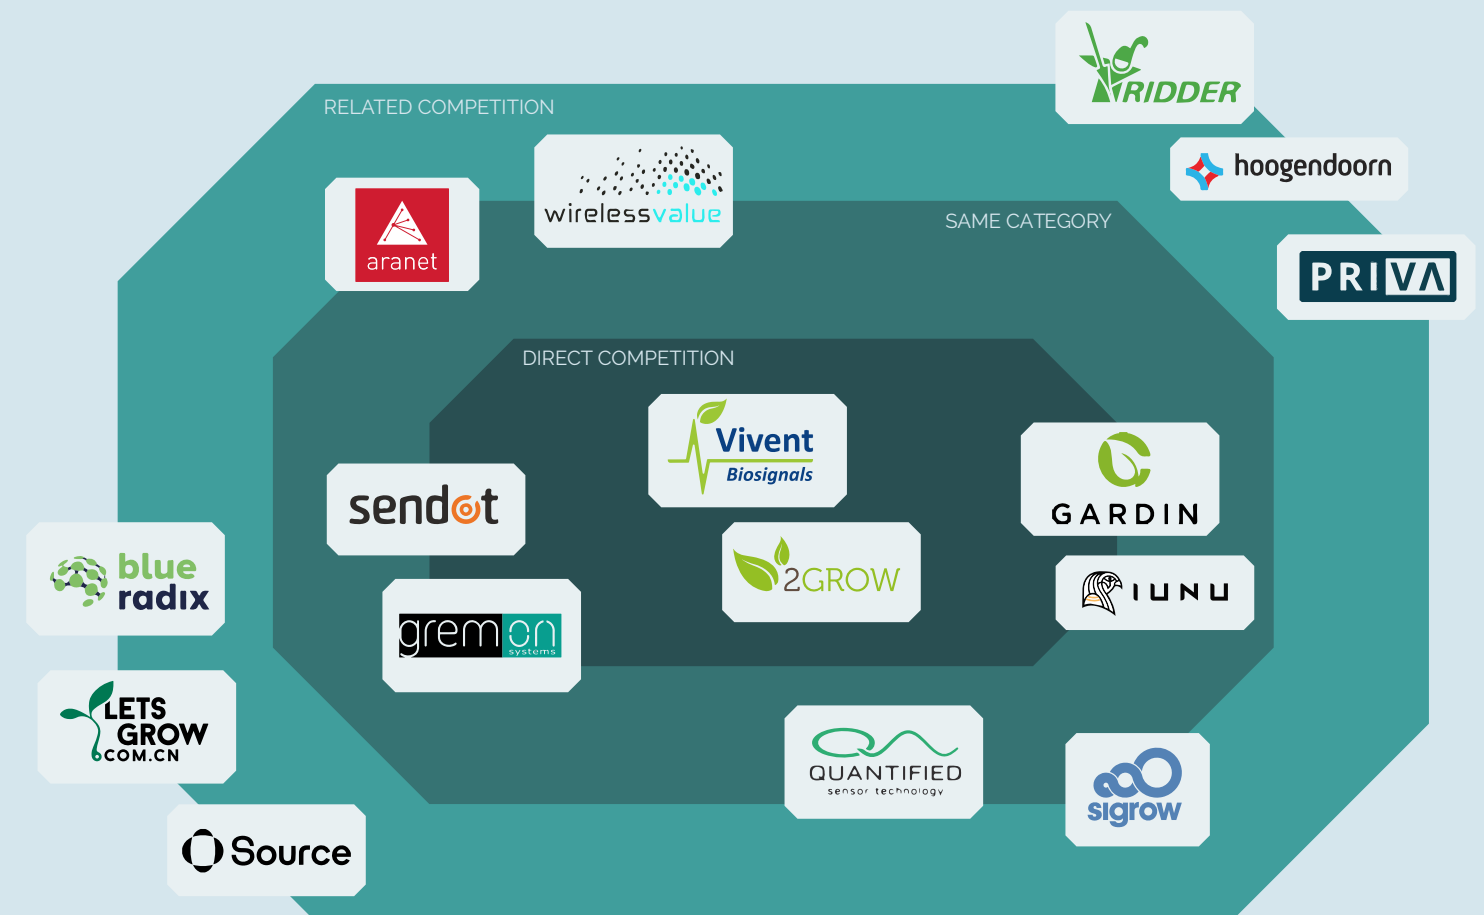 RIDDER
RELATED COMPETITION
hoogendoorn
wirelessvalue
aranet
SAME CATEGORY
PRIVA
DIRECT COMPETITION
Vivent
Biosignals
GARDIN
sendot
blue
radix
2GROW
IUNU
gremon
systems
LETS
GROW
COM.CN
QUANTIFIED
sensor technology
sigrow
Source